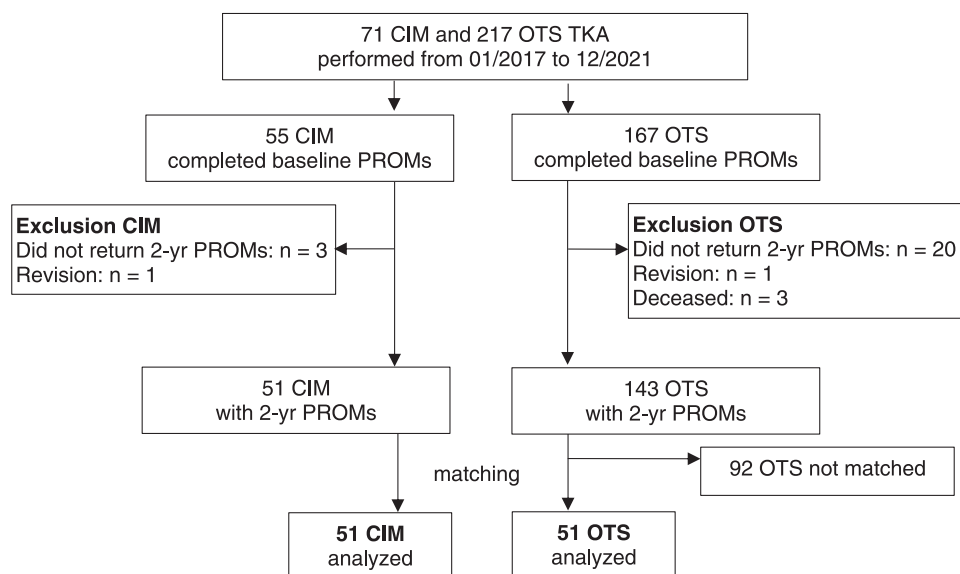 71 CIM and 217 OTS TKA
performed from 01/2017 to 12/2021
55 CIM
completed baseline PROMs
167 OTS
completed baseline PROMs
Exclusion CIM
Did not return 2-yr PROMs: n = 3
Revision: n = 1
Exclusion OTS
Did not return 2-yr PROMs: n = 20
Revision: n = 1
Deceased: n = 3
51 CIM
with 2-yr PROMs
143 OTS
with 2-yr PROMs
92 OTS not matched
matching
51 CIM
analyzed
51 OTS
analyzed